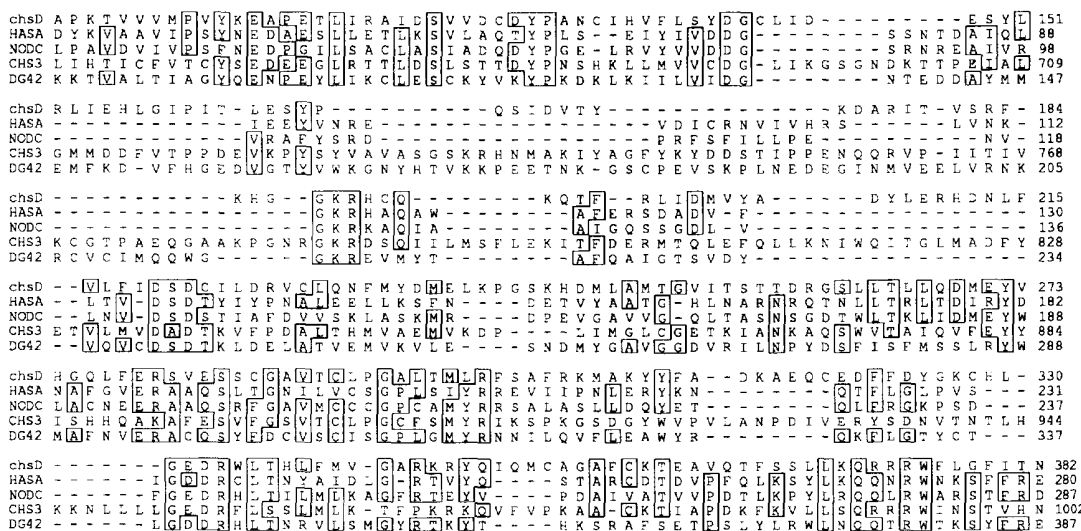 chsD A P K T V V V M P V Y K E A P E T L I R A I D S V V D C D Y P A N C I H V F L S Y D G C L I D - - - - - - - - - E S Y L 151
HASA D Y K V A A V I P S Y N E D A E S L L E T L K S V L A Q T Y P L S - - E I Y I V D D G - - - - - S S N T D A I Q L 88
NODC L P A V D V I V P S F N E D P G I L S A C L A S I A D Q D Y P G E - L R V Y V V D D G - - - - - S R N R E A I V R 98
CHS3 L I H T I C F V T C Y S E D E E G L R T T L D S L S T T D Y P N S H K L L M V V C D G - L I K G S G N D K T T P E I A L 709
DG42 K K T V A L T I A G Y Q E N P E Y L I K C L E S C K Y V K Y P K D K L K I I L V I D G - - - - - N T E D D A Y M M 147
chsD R L I E H L G I P I T - L E S Y P - - - - - - - - - - - Q S I D V T Y - - - - - - - - - - - - - K D A R I T - V S R F - 184
HASA - - - - - - - - - - - - I E E Y V N R E - - - - - - - - - - - - - - - V D I C R N V I V H R S - - L V N K - 112
NODC - - - - - - - - - - - - V R A F Y S R D - - - - - - - - - - - - - - - P R F S F I L L P E - - - - N V - 118
CHS3 G M M D D F V T P P D E V K P Y S Y V A V A S G S K R H N M A K I Y A G F Y K Y D D S T I P P E N Q Q R V P - I I T I V 768
DG42 E M F K D - V F H G E D V G T Y V W K G N Y H T V K K P E E T N K - G S C P E V S K P L N E D E G I N M V E E L V R N K 205
chsD - - - - - - - - - - - K H G - - G K R H C Q - - - - - - - - K Q T F - - R L I D M V Y A - - - - - D Y L E R H D N L F 215
HASA - - - - - - - - - - - - - - - - G K R H A Q A W - - - - - - - - A F E R S D A D V - F - - - - - - - - - - - - - - 130
NODC - - - - - - - - - - - - - - - - G K R K A Q I A - - - - - - - - A I G Q S S G D L - V - - - - - - - - - - - - - - 136
CHS3 K C G T P A E Q G A A K P G N R G K R D S Q I I L M S F L E K I T F D E R M T Q L E F Q L L K N I W Q I T G L M A D F Y 828
DG42 R C V C I M Q Q W G - - - - - - G K R E V M Y T - - - - - - - - A F Q A I G T S V D Y - - - - - - - - - - - - - - 234
chsD - - V L F I D S D C I L D R V C L Q N F M Y D M E L K P G S K H D M L A M T G V I T S T T D R G S L L T L L Q D M E Y V 273
HASA - - L T V - D S D T Y I Y P N A L E E L L K S F N - - - - - D E T V Y A A T G - H L N A R N R Q T N L L T R L T D I R Y D 182
NODC - - L N V - D S D S T I A F D V V S K L A S K M R - - - - - D P E V G A V V G - Q L T A S N S G D T W L T K L I D M E Y W 188
CHS3 E T V L M V D A D T K V F P D A L T H M V A E M V K D P - - - - L I M G L C G E T K I A N K A Q S W V T A I Q V F E Y Y 884
DG42 - - V Q V C D S D T K L D E L A T V E M V K V L E - - - - S N D M Y G A V G G D V R I L N P Y D S F I S F M S S L R Y W 288
chsD H G Q L F E R S V E S S C G A V T C L P G A L T M L R F S A F R K M A K Y Y F A - - D K A E Q C E D F F D Y G K C H L - 330
HASA N A F G V E R A A Q S L T G N I L V C S G P L S I Y R R E V I I P N L E R Y K N - - - - - - - Q T F L G L P V S - - - 231
NODC L A C N E E R A A Q S R F G A V M C C C G P C A M Y R R S A L A S L L D Q Y E T - - - - - - - Q L F R G K P S D - - - 237
CHS3 I S H H Q A K A F E S V F G S V T C L P G C F S M Y R I K S P K G S D G Y W V P V L A N P D I V E R Y S D N V T N T L H 944
DG42 M A F N V E R A C Q S Y F D C V S C I S G P L G M Y R N N I L Q V F L E A W Y R - - - - - - - Q K F L G T Y C T - - - 337
chsD - - - - - - - G E D R W L T H L F M V - G A R K R Y Q I Q M C A G A F C K T E A V Q T F S S L L K Q R R R W F L G F I T N 382
HASA - - - - - - I G D D R C L T N Y A I D L - G R T V Y Q - - - S T A R C D T D V P F Q L K S Y L K Q Q N R W N K S F F R E 280
NODC - - - - - - F G E D R H L T I L M L K A G F R T E Y V - - - P D A I V A T V V P D T L K P Y L R Q Q L R W A R S T F R D 287
CHS3 K K N L L L L G E D R F L S S L M L K T F P K R K Q V F V P K A A C K T I A P D K F K V L L S Q R R R W I N S T V H N 1002
DG42 - - - - - - L G D D R H L T N R V L S M G Y R T K Y T - - - H K S R A F S E T P S L Y L R W L N Q Q T R W T K S Y F R E 38